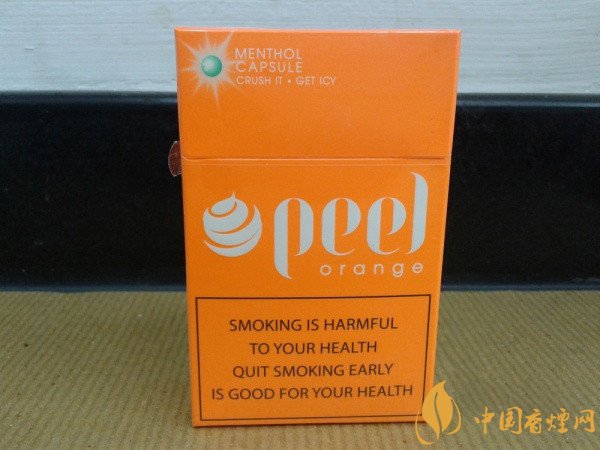 MENTHOL
CAPSULE
CRUSH IT • GET ICY
peel
orange
SMOKING IS HARMFUL
TO YOUR HEALTH
QUIT SMOKING EARLY
IS GOOD FOR YOUR HEALTH
中国香烟网